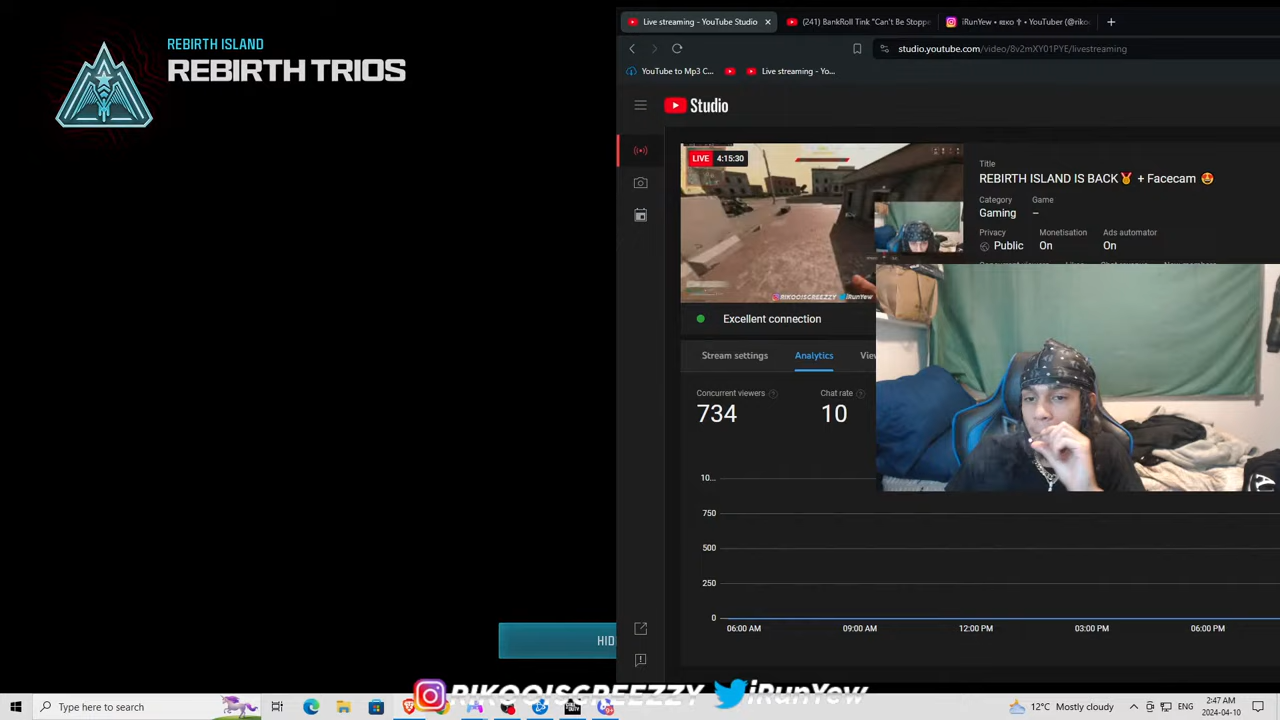 REBIRTH ISLAND
REBIRTH TRIOS
HID
Live streaming - YouTube Studio
(241) BankRoll Tink "Can't Be Stoppe
iRunYew • ʀɪᴋᴏ ✞ • YouTuber (@riko
studio.youtube.com/video/8v2mXY01PYE/livestreaming
YouTube to Mp3 C...
Live streaming - Yo...
Studio
LIVE 4:15:30
RIKOOISGREEZZY iRunYew
Title
REBIRTH ISLAND IS BACK🏅 + Facecam 🤩
Category Game
Gaming –
Privacy Monetisation Ads automator
Public On On
Excellent connection
Stream settings Analytics
Concurrent viewers Chat rate
734 10
10...
750
500
250
0
06:00 AM 09:00 AM 12:00 PM 03:00 PM 06:00 PM
RIKOOISGREEZZY iRunYew
Type here to search
12°C Mostly cloudy
ENG
2:47 AM
2024-04-10